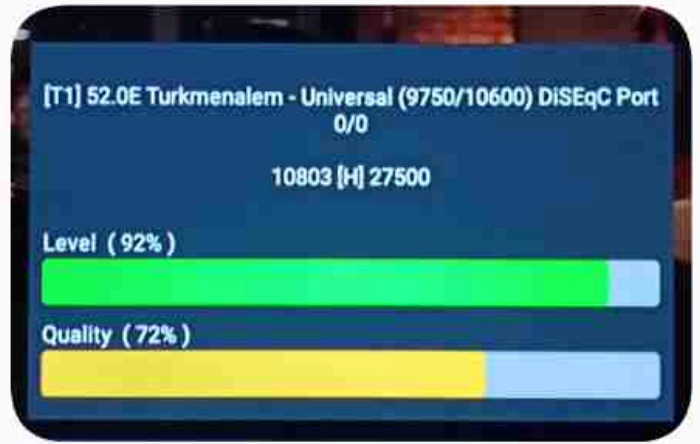 [T1] 52.0E Turkmenalem - Universal (9750/10600) DiSEqC Port
0/0
10803 [H] 27500
Level ( 92% )
Quality ( 72% )